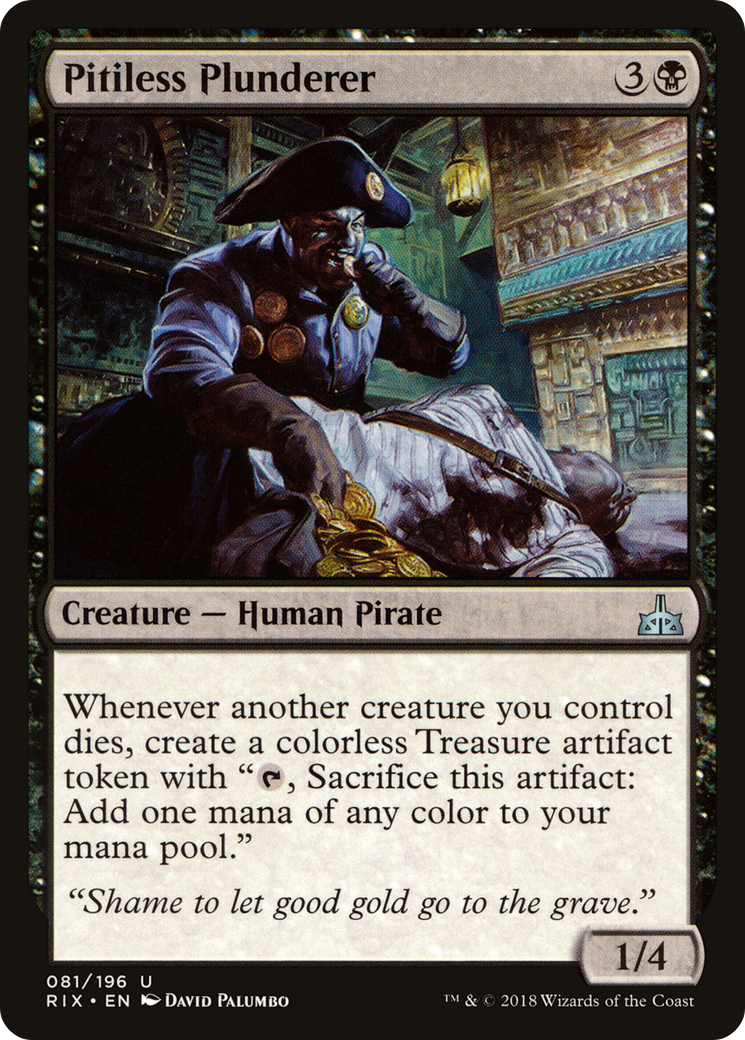 Pitiless Plunderer 3
Creature — Human Pirate
Whenever another creature you control
dies, create a colorless Treasure artifact
token with “, Sacrifice this artifact:
Add one mana of any color to your
mana pool.”
“Shame to let good gold go to the grave.”
1/4
081/196 U
RIX • EN David Palumbo
™ & © 2018 Wizards of the Coast